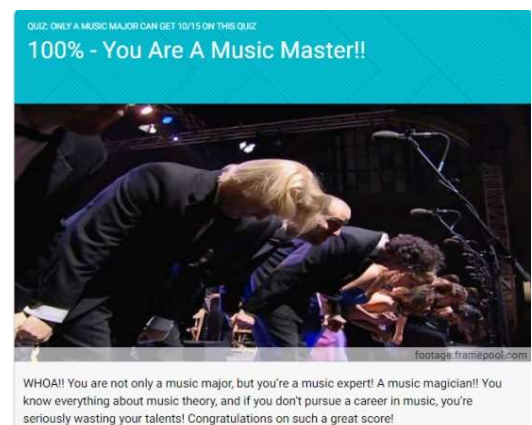 QUIZ: ONLY A MUSIC MAJOR CAN GET 10/15 ON THIS QUIZ
100% - You Are A Music Master!!
footage.framepool.com
WHOA!! You are not only a music major, but you're a music expert! A music magician!! You
know everything about music theory, and if you don't pursue a career in music, you're
seriously wasting your talents! Congratulations on such a great score!